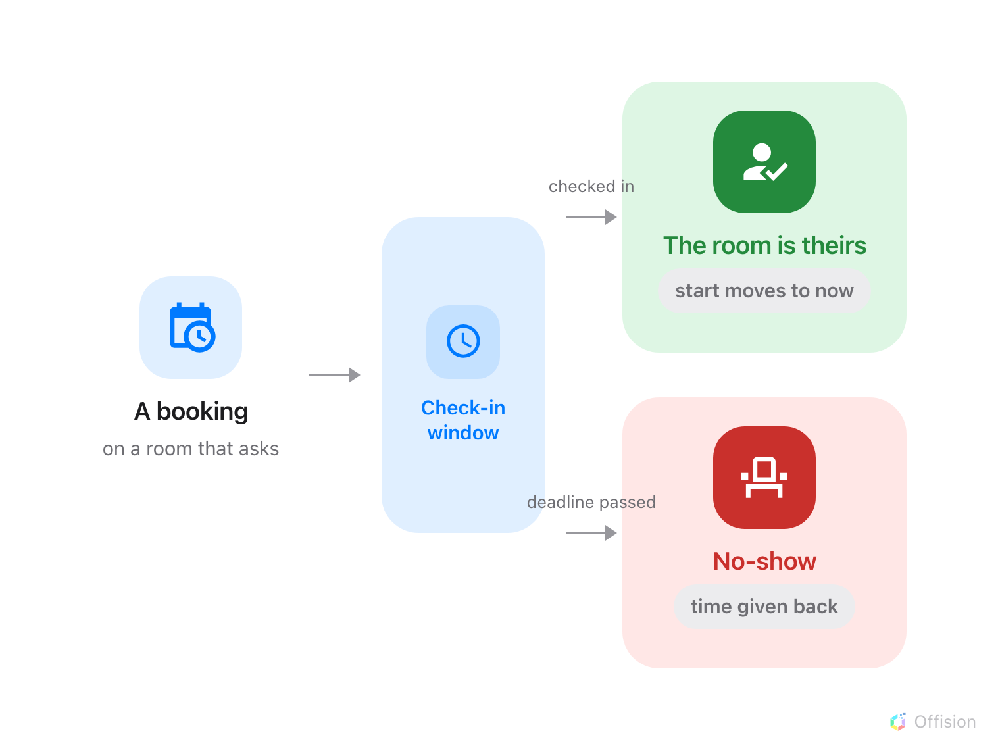 A booking
on a room that asks
Check-in
window
checked in
The room is theirs
start moves to now
deadline passed
No-show
time given back
Offision